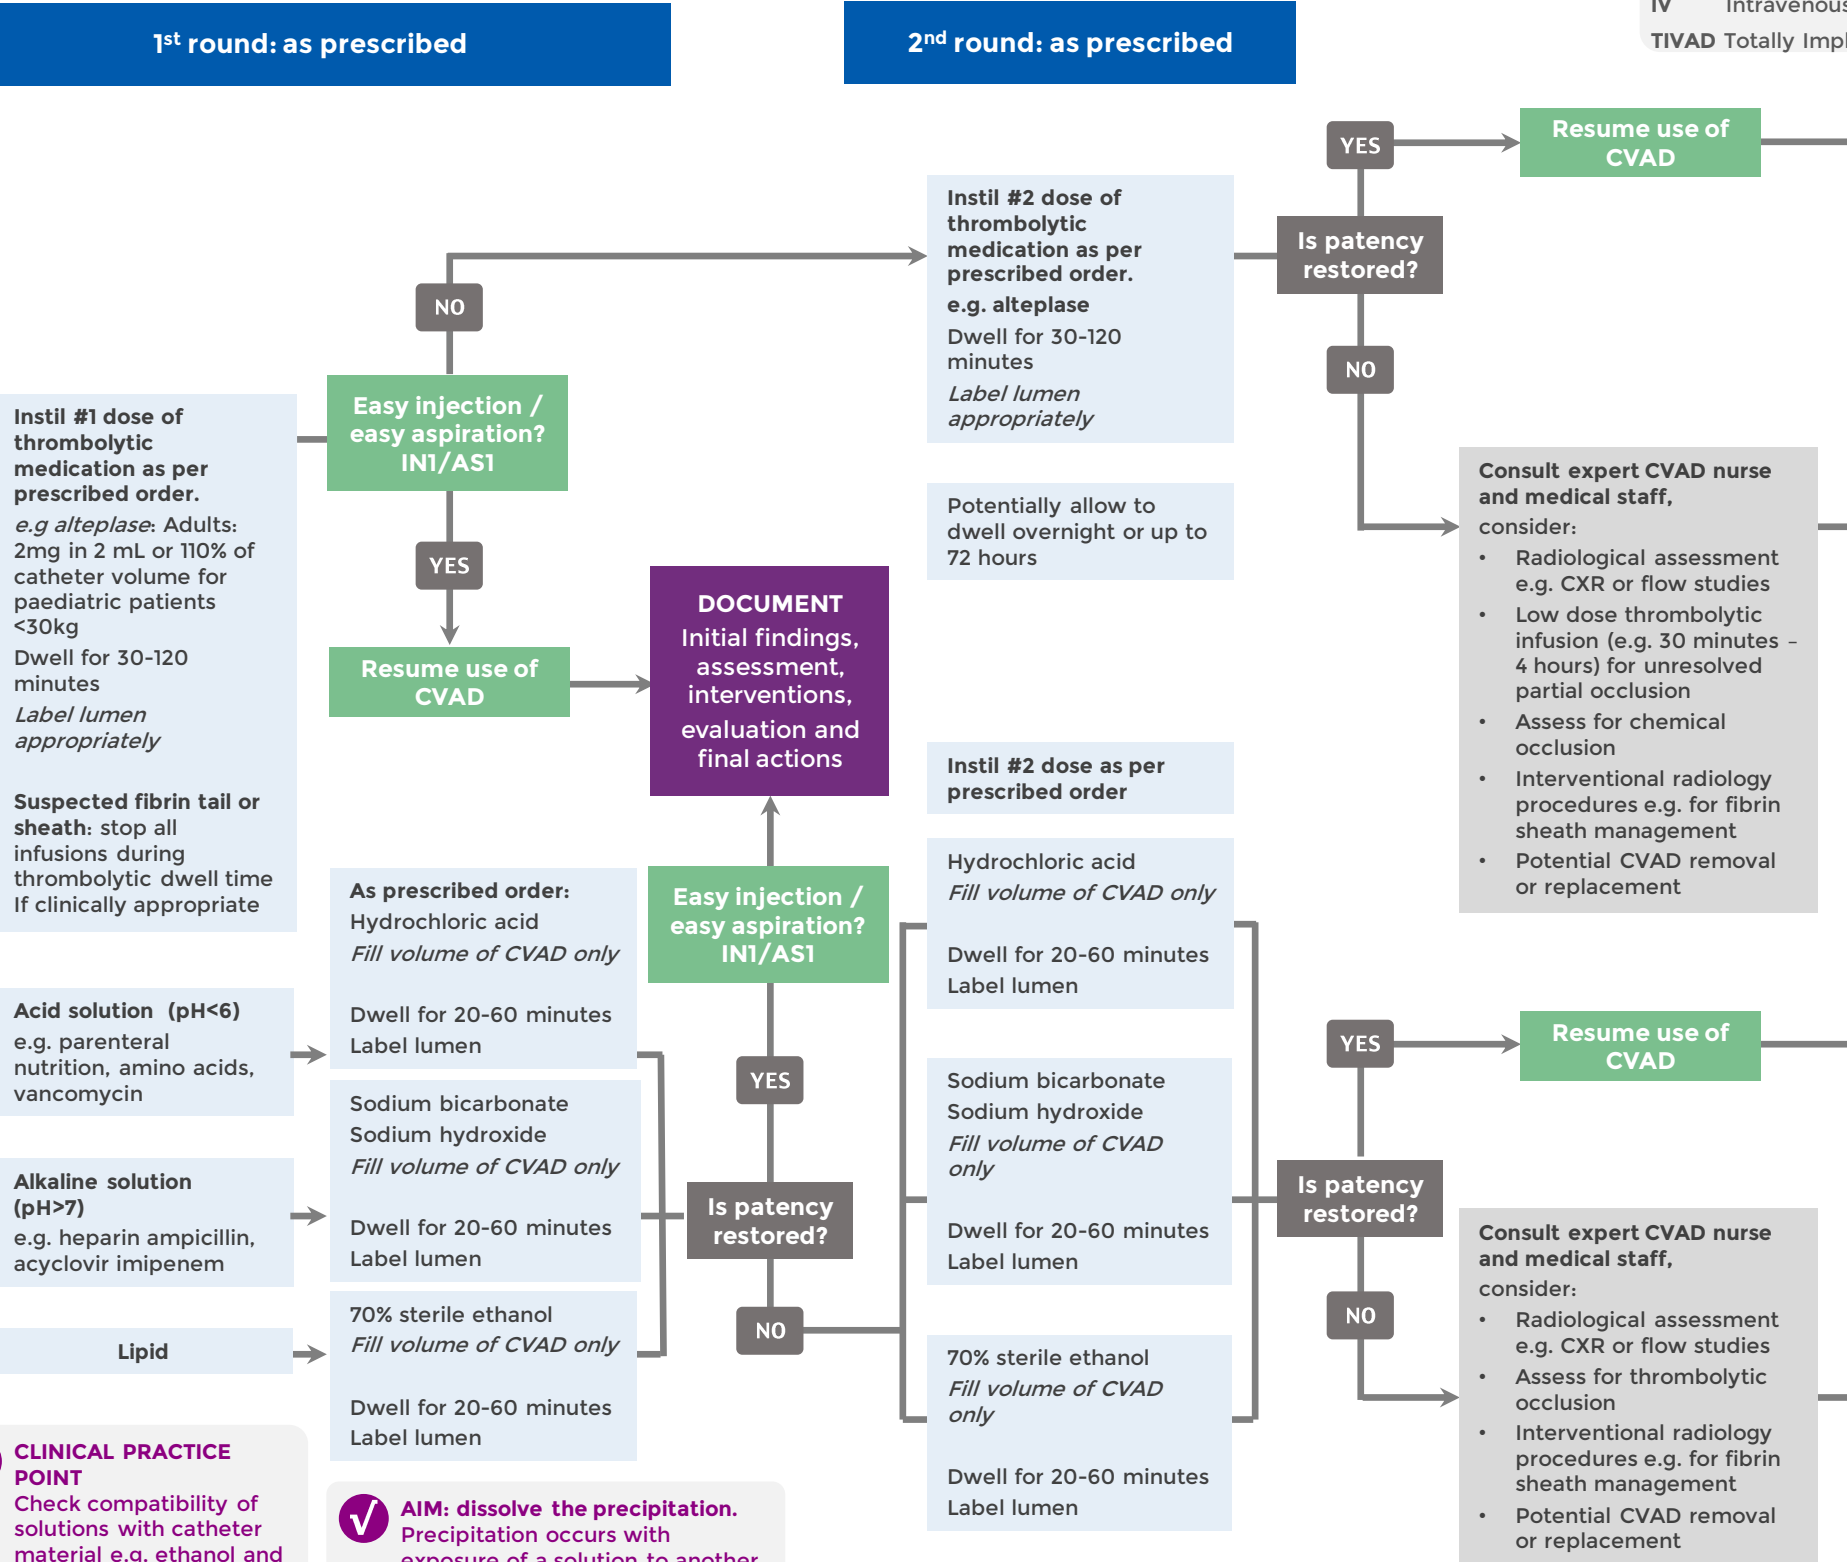 1st round: as prescribed
2nd round: as prescribed
IV Intravenous
TIVAD Totally Impl
YES
Resume use of
CVAD
Instil #2 dose of
thrombolytic
medication as per
prescribed order.
e.g. alteplase
Dwell for 30-120
minutes
Label lumen
appropriately
Is patency
restored?
NO
NO
Easy injection /
easy aspiration?
IN1/AS1
Instil #1 dose of
thrombolytic
medication as per
prescribed order.
e.g alteplase: Adults:
2mg in 2 mL or 110% of
catheter volume for
paediatric patients
<30kg
Dwell for 30-120
minutes
Label lumen
appropriately
Suspected fibrin tail or
sheath: stop all
infusions during
thrombolytic dwell time
If clinically appropriate
YES
Resume use of
CVAD
DOCUMENT
Initial findings,
assessment,
interventions,
evaluation and
final actions
Potentially allow to
dwell overnight or up to
72 hours
Consult expert CVAD nurse
and medical staff,
consider:
• Radiological assessment
e.g. CXR or flow studies
• Low dose thrombolytic
infusion (e.g. 30 minutes –
4 hours) for unresolved
partial occlusion
• Assess for chemical
occlusion
• Interventional radiology
procedures e.g. for fibrin
sheath management
• Potential CVAD removal
or replacement
Acid solution (pH<6)
e.g. parenteral
nutrition, amino acids,
vancomycin
Alkaline solution
(pH>7)
e.g. heparin ampicillin,
acyclovir imipenem
Lipid
As prescribed order:
Hydrochloric acid
Fill volume of CVAD only
Dwell for 20-60 minutes
Label lumen
Sodium bicarbonate
Sodium hydroxide
Fill volume of CVAD only
Dwell for 20-60 minutes
Label lumen
70% sterile ethanol
Fill volume of CVAD only
Dwell for 20-60 minutes
Label lumen
Easy injection /
easy aspiration?
IN1/AS1
YES
Is patency
restored?
NO
Instil #2 dose as per
prescribed order
Hydrochloric acid
Fill volume of CVAD only
Dwell for 20-60 minutes
Label lumen
Sodium bicarbonate
Sodium hydroxide
Fill volume of CVAD
only
Dwell for 20-60 minutes
Label lumen
70% sterile ethanol
Fill volume of CVAD
only
Dwell for 20-60 minutes
Label lumen
YES
Resume use of
CVAD
Is patency
restored?
NO
Consult expert CVAD nurse
and medical staff,
consider:
• Radiological assessment
e.g. CXR or flow studies
• Assess for thrombolytic
occlusion
• Interventional radiology
procedures e.g. for fibrin
sheath management
• Potential CVAD removal
or replacement
CLINICAL PRACTICE
POINT
Check compatibility of
solutions with catheter
material e.g. ethanol and
AIM: dissolve the precipitation.
Precipitation occurs with
exposure of a solution to another